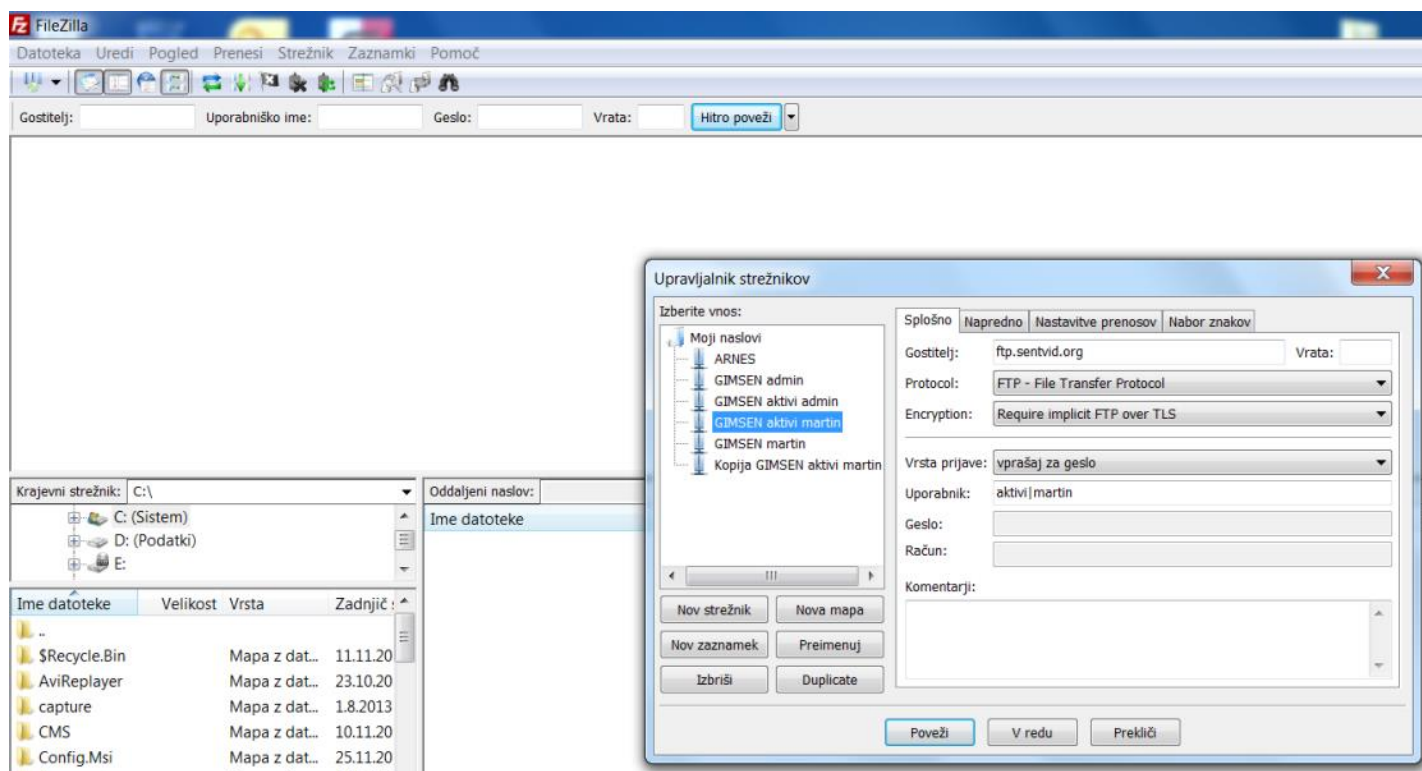 FileZilla
Datoteka Uredi Pogled Prenesi Strežnik Zaznamki Pomoč
Gostitelj: Uporabniško ime: Geslo: Vrata: Hitro poveži
Krajevni strežnik: C:\
C: (Sistem)
D: (Podatki)
E:
Ime datoteke Velikost Vrsta Zadnjič
..
$Recycle.Bin Mapa z dat... 11.11.20
AviReplayer Mapa z dat... 23.10.20
capture Mapa z dat... 1.8.2013
CMS Mapa z dat... 10.11.20
Config.Msi Mapa z dat... 25.11.20
Oddaljeni naslov:
Ime datoteke
Upravljalnik strežnikov
Izberite vnos:
Moji naslovi
ARNES
GIMSEN admin
GIMSEN aktivi admin
GIMSEN aktivi martin
GIMSEN martin
Kopija GIMSEN aktivi martin
Nov strežnik Nova mapa
Nov zaznamek Preimenuj
Izbriši Duplicate
Splošno Napredno Nastavitve prenosov Nabor znakov
Gostitelj: ftp.sentvid.org Vrata:
Protocol: FTP - File Transfer Protocol
Encryption: Require implicit FTP over TLS
Vrsta prijave: vprašaj za geslo
Uporabnik: aktivi|martin
Geslo:
Račun:
Komentarji:
Poveži V redu Prekliči